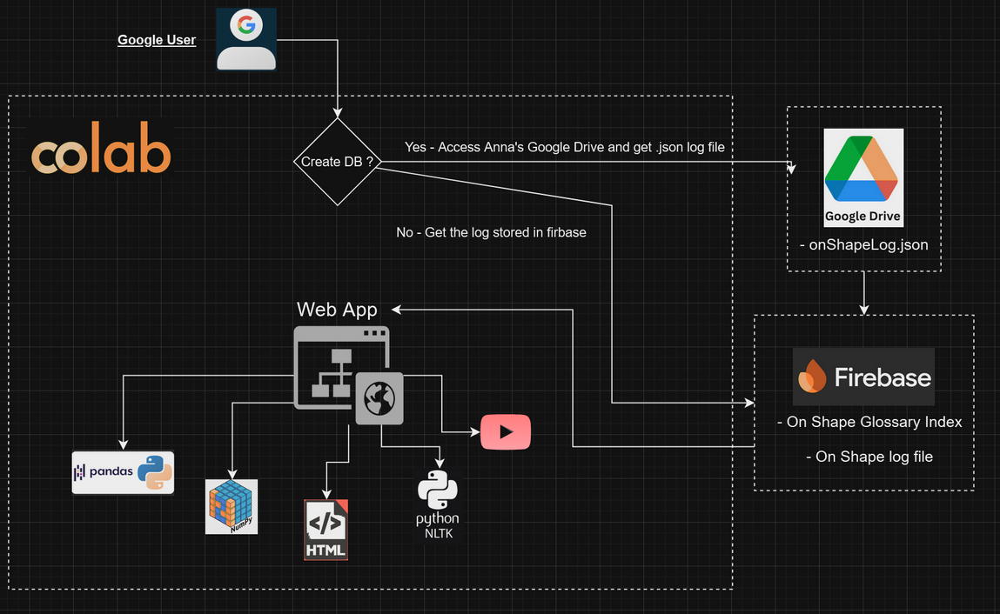 Google User
colab
Create DB ?
Yes - Access Anna's Google Drive and get .json log file
Google Drive
- onShapeLog.json
No - Get the log stored in firbase
Web App
Firebase
- On Shape Glossary Index
- On Shape log file
pandas
NumPy
</>
HTML
python
NLTK